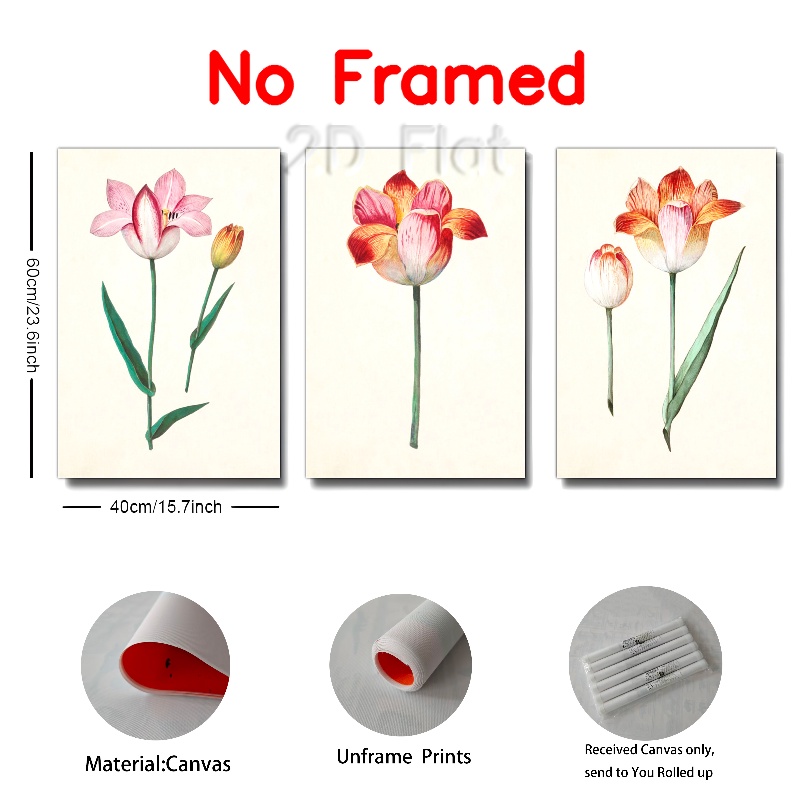 No Framed
2D Flat
60cm/23.6inch
40cm/15.7inch
Material:Canvas
Unframe Prints
Received Canvas only,
send to You Rolled up